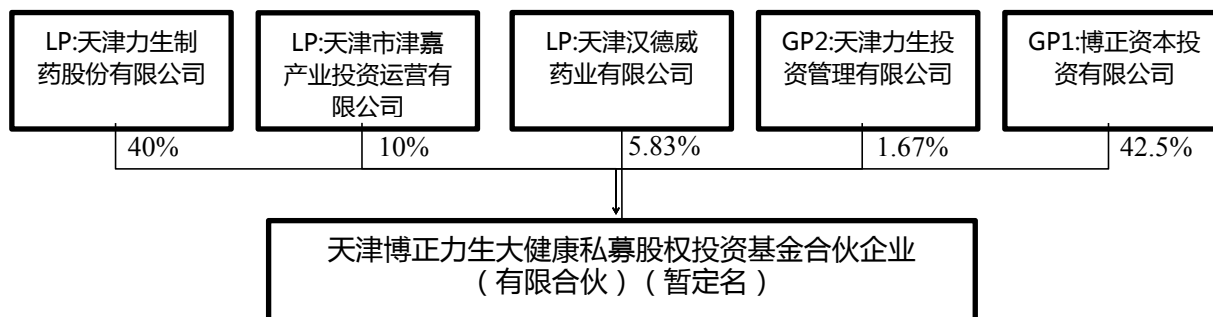 LP:天津力生制
药股份有限公司
LP:天津市津嘉
产业投资运营有
限公司
LP:天津汉德威
药业有限公司
GP2:天津力生投
资管理有限公司
GP1:博正资本投
资有限公司
40%
10%
5.83%
1.67%
42.5%
天津博正力生大健康私募股权投资基金合伙企业
（有限合伙）（暂定名）